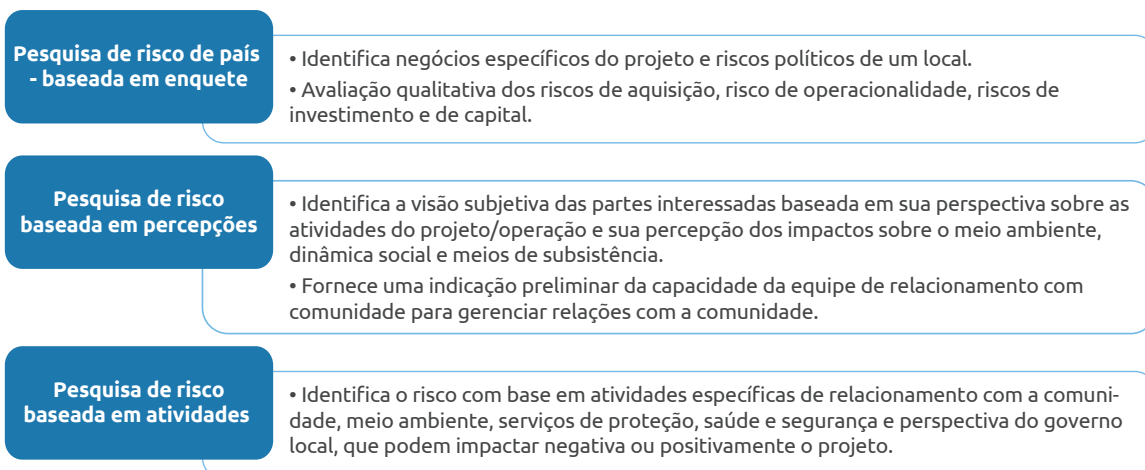 Pesquisa de risco de país
- baseada em enquete
• Identifica negócios específicos do projeto e riscos políticos de um local.
• Avaliação qualitativa dos riscos de aquisição, risco de operacionalidade, riscos de
investimento e de capital.
Pesquisa de risco
baseada em percepções
• Identifica a visão subjetiva das partes interessadas baseada em sua perspectiva sobre as
atividades do projeto/operação e sua percepção dos impactos sobre o meio ambiente,
dinâmica social e meios de subsistência.
• Fornece uma indicação preliminar da capacidade da equipe de relacionamento com
comunidade para gerenciar relações com a comunidade.
Pesquisa de risco
baseada em atividades
• Identifica o risco com base em atividades específicas de relacionamento com a comuni-
dade, meio ambiente, serviços de proteção, saúde e segurança e perspectiva do governo
local, que podem impactar negativa ou positivamente o projeto.